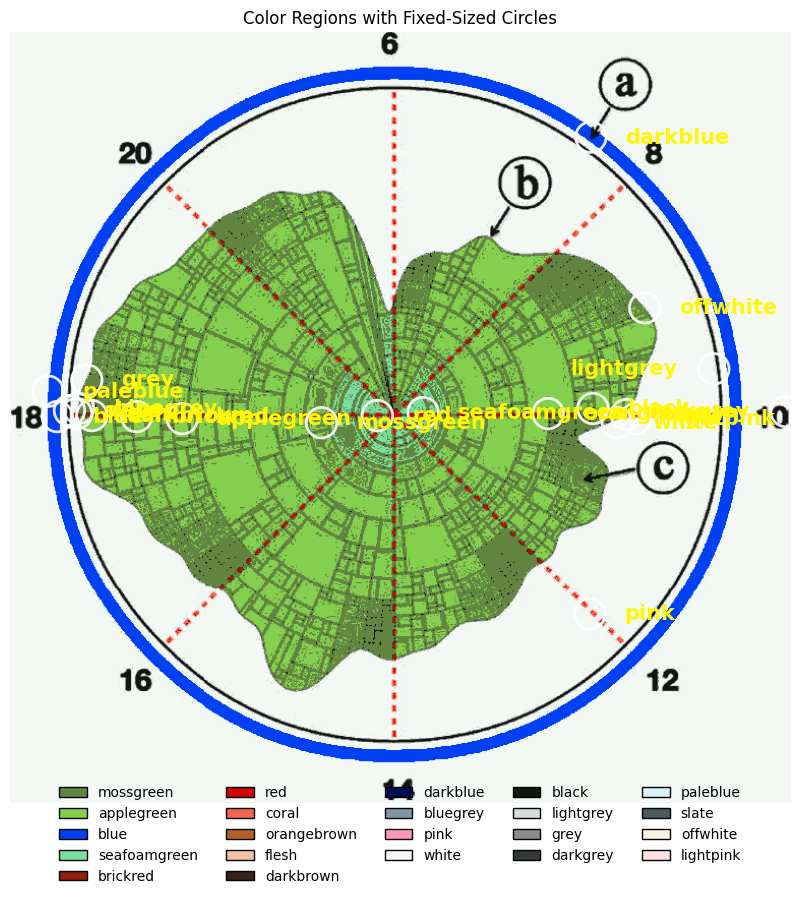 Color Regions with Fixed-Sized Circles
6
a
darkblue
20
8
b
offwhite
lightgrey
grey
paleblue
18
applegreen
mossgreen
red
seafoamgreen
black
white
pink
10
c
pink
16
12
14
mossgreen
applegreen
blue
seafoamgreen
brickred
red
coral
orangebrown
flesh
darkbrown
darkblue
bluegrey
pink
white
black
lightgrey
grey
darkgrey
paleblue
slate
offwhite
lightpink